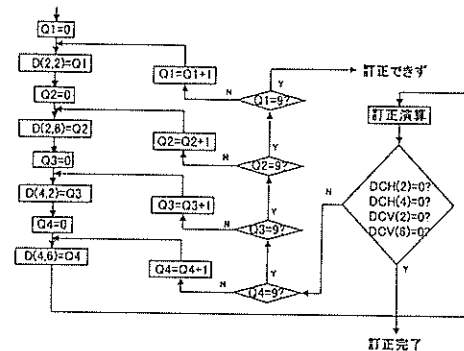 Q1=0
D(2,2)=Q1
Q2=0
D(2,6)=Q2
Q3=0
D(4,2)=Q3
Q4=0
D(4,6)=Q4
Q1=Q1+1
Q2=Q2+1
Q3=Q3+1
Q4=Q4+1
N
Q1=9?
Y
N
Q2=9?
Y
N
Q3=9?
Y
N
Q4=9?
Y
訂正できず
訂正演算
DCH(2)=0?
DCH(4)=0?
DCV(2)=0?
DCV(6)=0?
N
Y
訂正完了